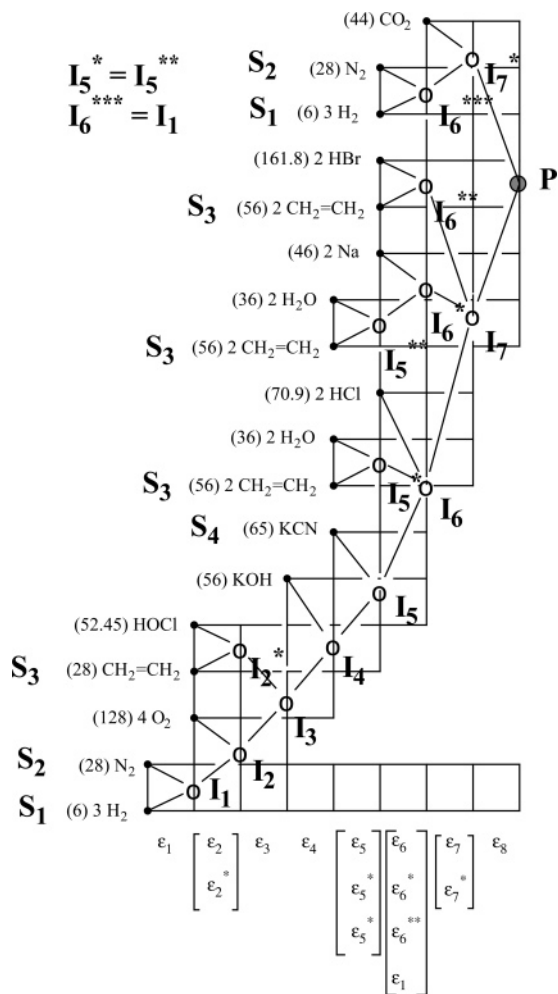 (44) CO₂
I₅* = I₅**
S₂ (28) N₂ I₇*
I₆*** = I₁
S₁ (6) 3 H₂ I₆***
(161.8) 2 HBr
P
S₃ (56) 2 CH₂=CH₂ I₆**
(46) 2 Na
(36) 2 H₂O
I₆* I₇
S₃ (56) 2 CH₂=CH₂ I₅**
(70.9) 2 HCl
(36) 2 H₂O
S₃ (56) 2 CH₂=CH₂ I₅* I₆
S₄ (65) KCN
(56) KOH
I₅
(52.45) HOCl
I₂* I₄
S₃ (28) CH₂=CH₂
(128) 4 O₂ I₃
S₂ (28) N₂ I₂
I₁
S₁ (6) 3 H₂
ε₁ ε₂ ε₃ ε₄ ε₅ ε₆ ε₇ ε₈
ε₂* ε₅* ε₆* ε₇*
ε₅* ε₆**
ε₁